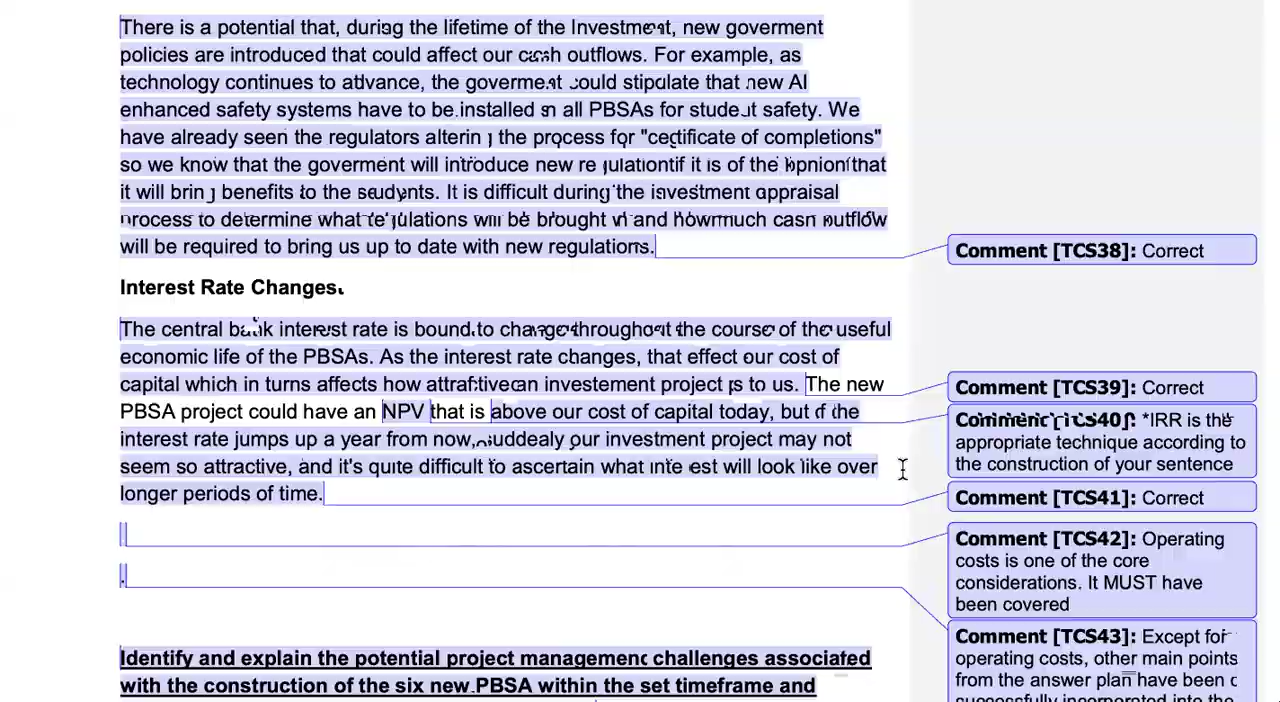 There is a potential that, during the lifetime of the Investment, new goverment
policies are introduced that could affect our cash outflows. For example, as
technology continues to advance, the goverment could stipulate that new AI
enhanced safety systems have to be installed in all PBSAs for student safety. We
have already seen the regulators altering the process for "certificate of completions"
so we know that the goverment will introduce new regulation if it is of the opinion that
it will bring benefits to the students. It is difficult during the investment appraisal
process to determine what regulations will be brought in and how much cash outflow
will be required to bring us up to date with new regulations.
Comment [TCS38]: Correct
Interest Rate Changes.
The central bank interest rate is bound to change throughout the course of the useful
economic life of the PBSAs. As the interest rate changes, that effect our cost of
capital which in turns affects how attractive an investement project is to us. The new
PBSA project could have an NPV that is above our cost of capital today, but if the
interest rate jumps up a year from now, suddenly our investment project may not
seem so attractive, and it's quite difficult to ascertain what interest will look like over
longer periods of time.
Comment [TCS39]: Correct
Comment [TCS40]: *IRR is the
appropriate technique according to
the construction of your sentence
Comment [TCS41]: Correct
Comment [TCS42]: Operating
costs is one of the core
considerations. It MUST have
been covered
.
Comment [TCS43]: Except for
operating costs, other main points
from the answer plan have been
successfully incorporated into the
Identify and explain the potential project management challenges associated
with the construction of the six new PBSA within the set timeframe and